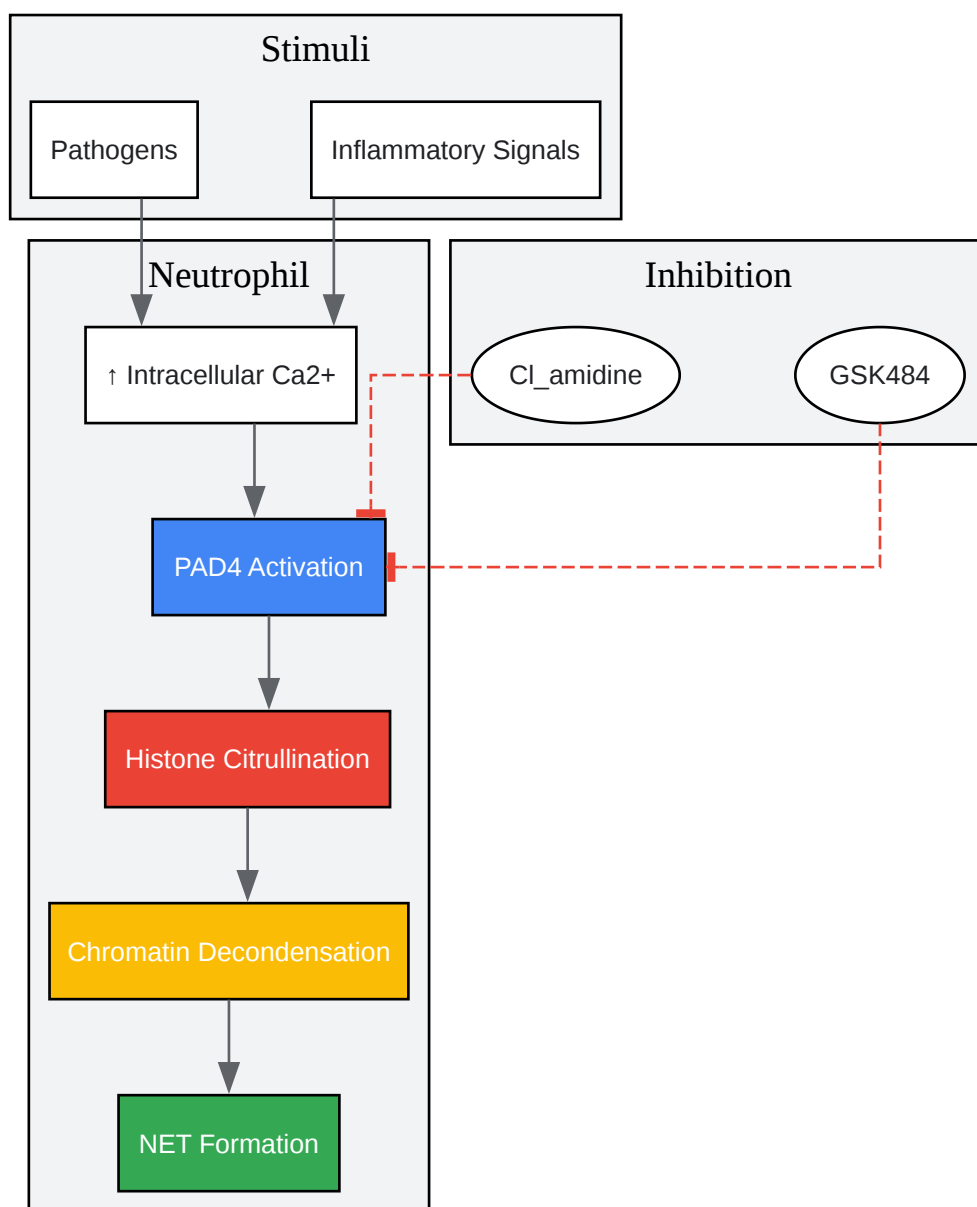 Stimuli
Pathogens
Inflammatory Signals
Neutrophil
Inhibition
↑ Intracellular Ca2+
Cl_amidine
GSK484
PAD4 Activation
Histone Citrullination
Chromatin Decondensation
NET Formation